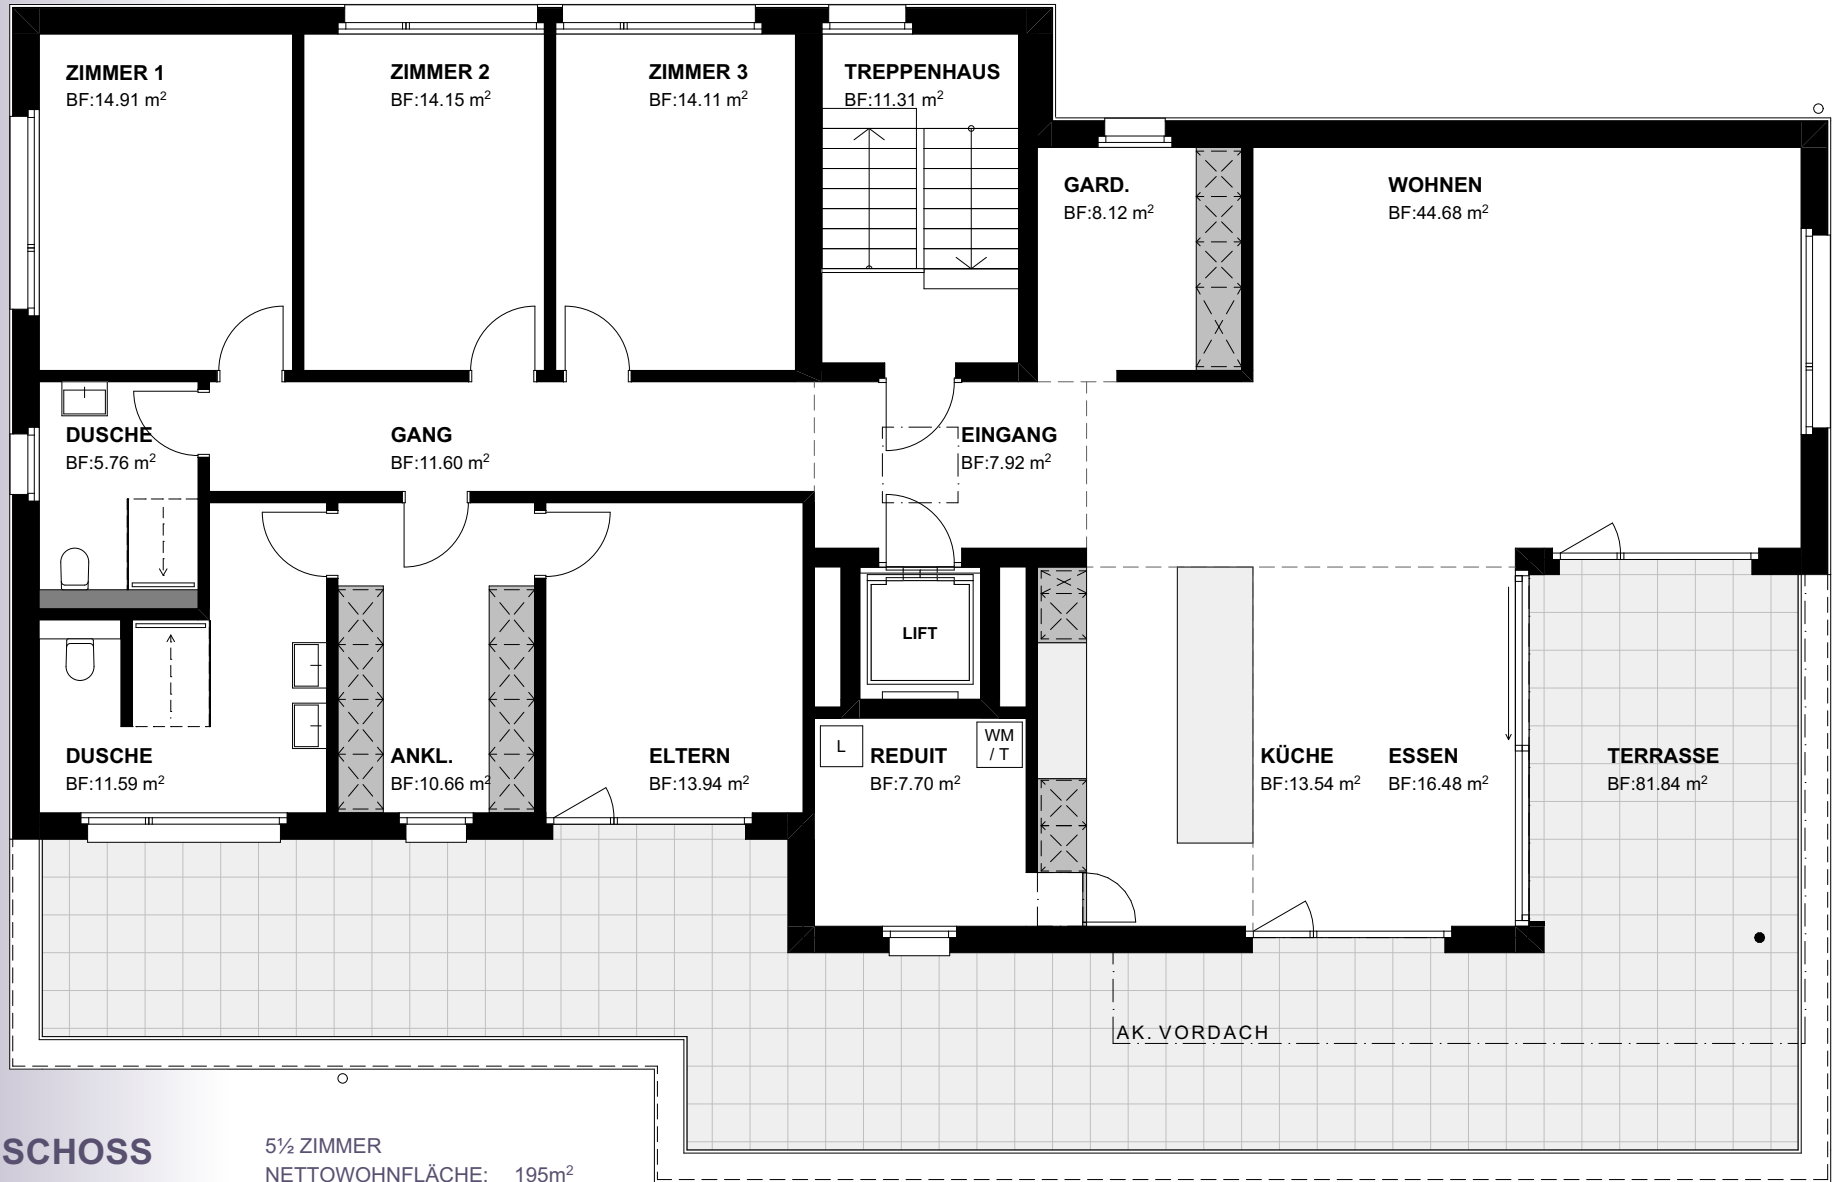 ZIMMER 1
BF:14.91 m²
ZIMMER 2
BF:14.15 m²
ZIMMER 3
BF:14.11 m²
TREPPENHAUS
BF:11.31 m²
GARD.
BF:8.12 m²
WOHNEN
BF:44.68 m²
DUSCHE
BF:5.76 m²
GANG
BF:11.60 m²
EINGANG
BF:7.92 m²
LIFT
DUSCHE
BF:11.59 m²
ANKL.
BF:10.66 m²
ELTERN
BF:13.94 m²
L
REDUIT
BF:7.70 m²
WM
/ T
KÜCHE
BF:13.54 m²
ESSEN
BF:16.48 m²
TERRASSE
BF:81.84 m²
AK. VORDACH
SCHOSS
5½ ZIMMER
NETTOWOHNFLÄCHE: 195m²